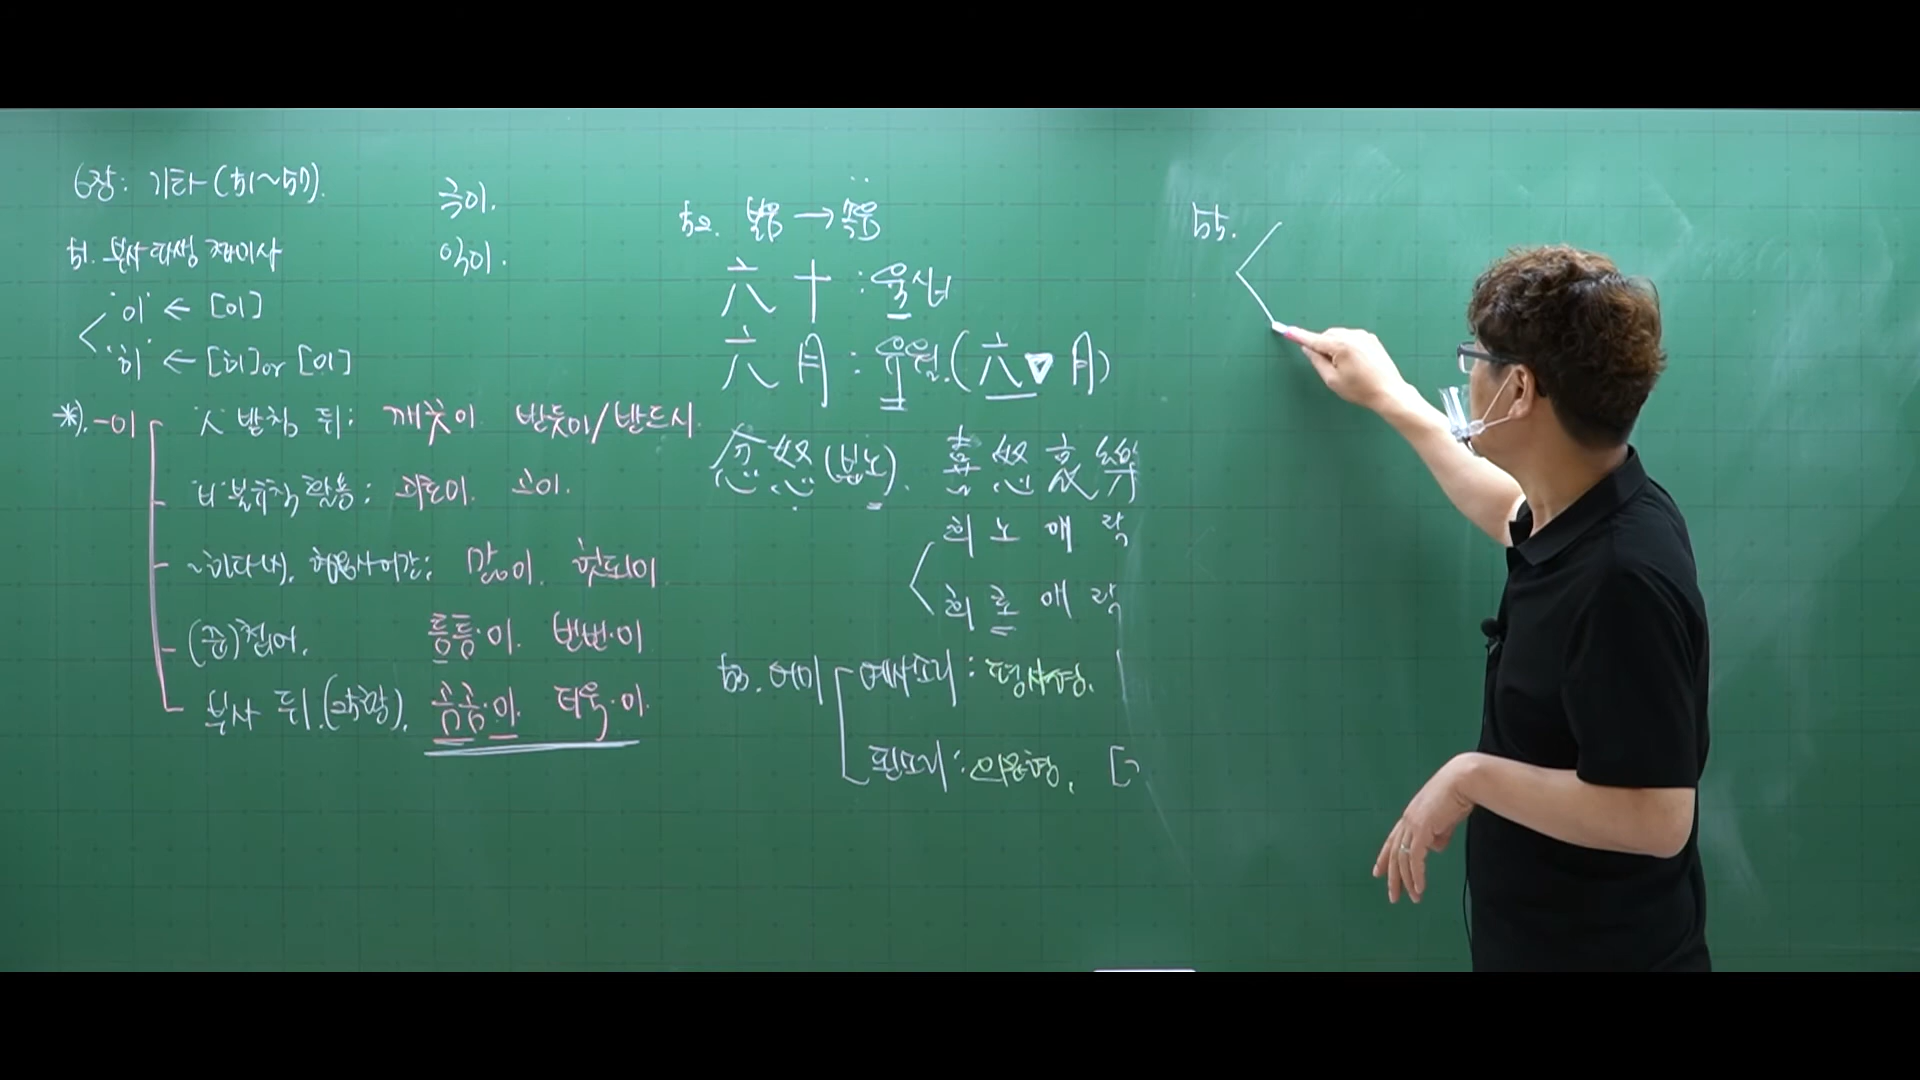 6장: 기타 (51~57).
극이.
51. 부사 파생 접미사
'이' ← [이]
'히' ← [히] or [이]
*). -이
ㅅ 받침 뒤: 깨끗이 반듯이/반드시.
'ㅂ' 불규칙 활용: 괴로이. 고이.
~하다(x). 형용사 어간: 많이. 헛되이
(준)첩어. 틈틈·이. 번번·이
부사 뒤.(3음절). 곰곰·이. 더욱·이.
52. 본음 → 속음
六 十 : 육십
六 月 : 유월. (六▽月)
忿怒 (분노). 喜怒哀樂
희 노 애 락
희 로 애 락
53. 어미
예사소리: 평서형.
된소리: 의문형. [
55.